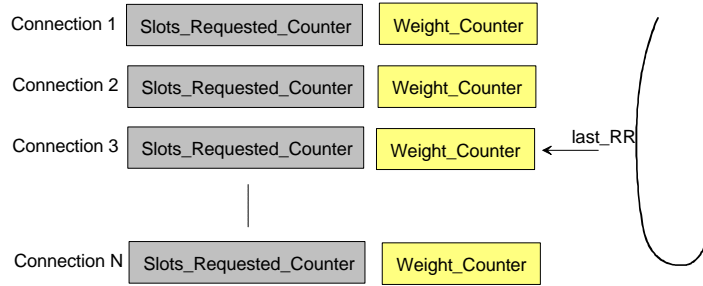 Connection 1 Slots_Requested_Counter Weight_Counter
Connection 2 Slots_Requested_Counter Weight_Counter
Connection 3 Slots_Requested_Counter Weight_Counter last_RR
Connection N Slots_Requested_Counter Weight_Counter